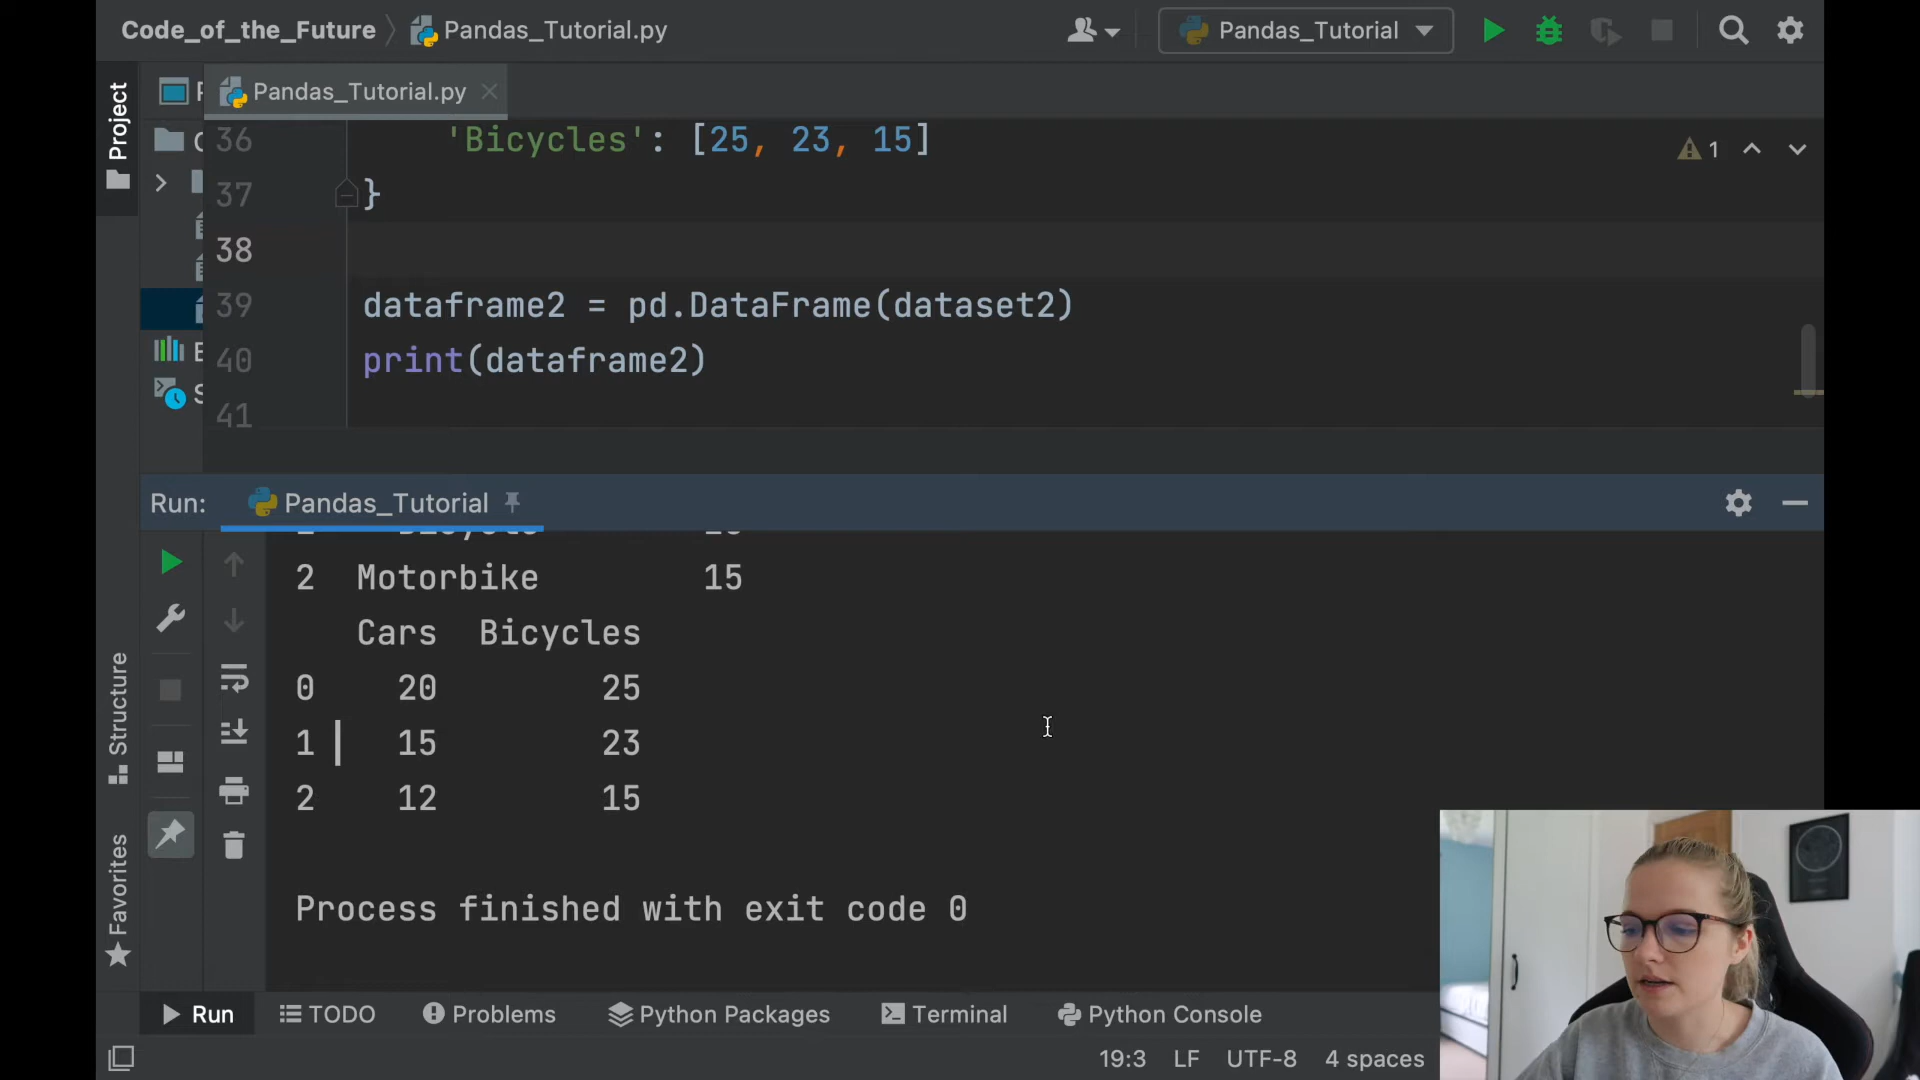 Code_of_the_Future
Pandas_Tutorial.py
Pandas_Tutorial
Project
Pandas_Tutorial.py
36 'Bicycles': [25, 23, 15]
1
37 }
38
39 dataframe2 = pd.DataFrame(dataset2)
40 print(dataframe2)
41
Run: Pandas_Tutorial
2 Motorbike 15
Cars Bicycles
0 20 25
1 15 23
2 12 15
Process finished with exit code 0
Structure
Favorites
Run TODO Problems Python Packages Terminal Python Console
19:3 LF UTF-8 4 spaces